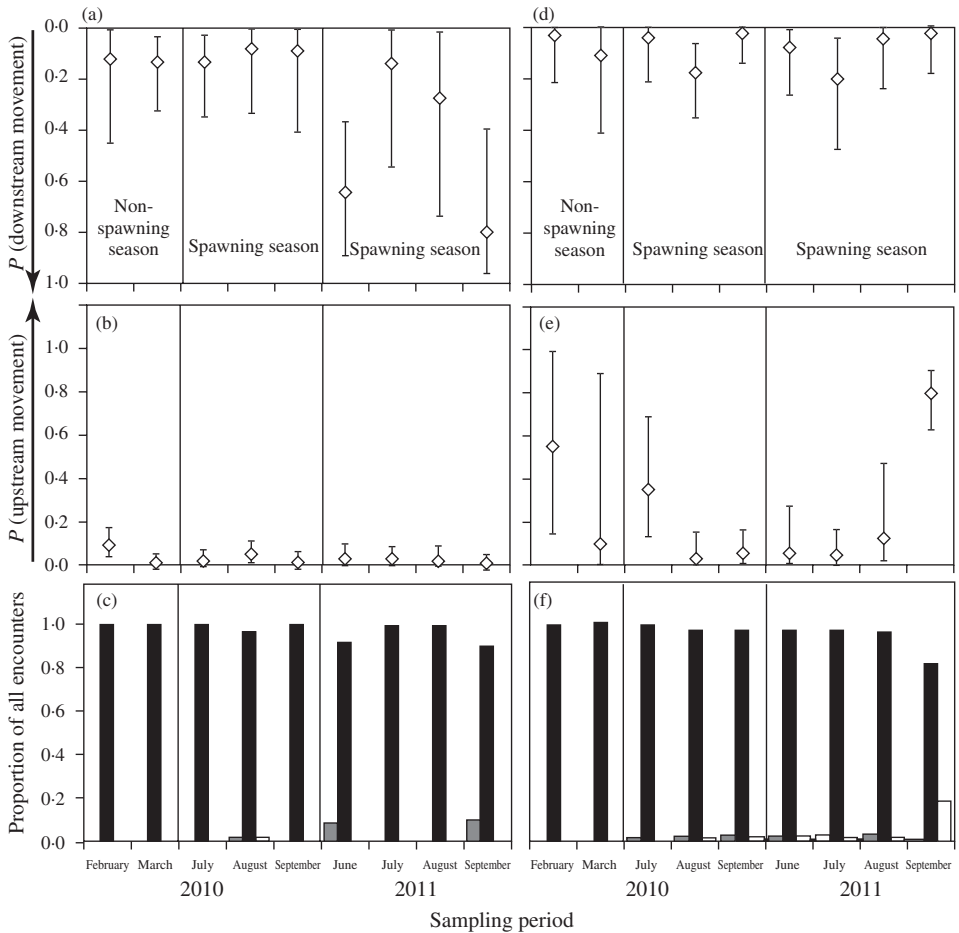 (a)
(d)
P (downstream movement)
0·0
0·2
0·4
0·6
0·8
1·0
Non-
spawning
season
Spawning season
Spawning season
Non-
spawning
season
Spawning season
Spawning season
(b)
(e)
P (upstream movement)
1·0
0·8
0·6
0·4
0·2
0·0
(c)
(f)
Proportion of all encounters
1·0
0·8
0·6
0·4
0·2
0·0
February March July August September June July August September
February March July August September June July August September
2010 2011 2010 2011
Sampling period